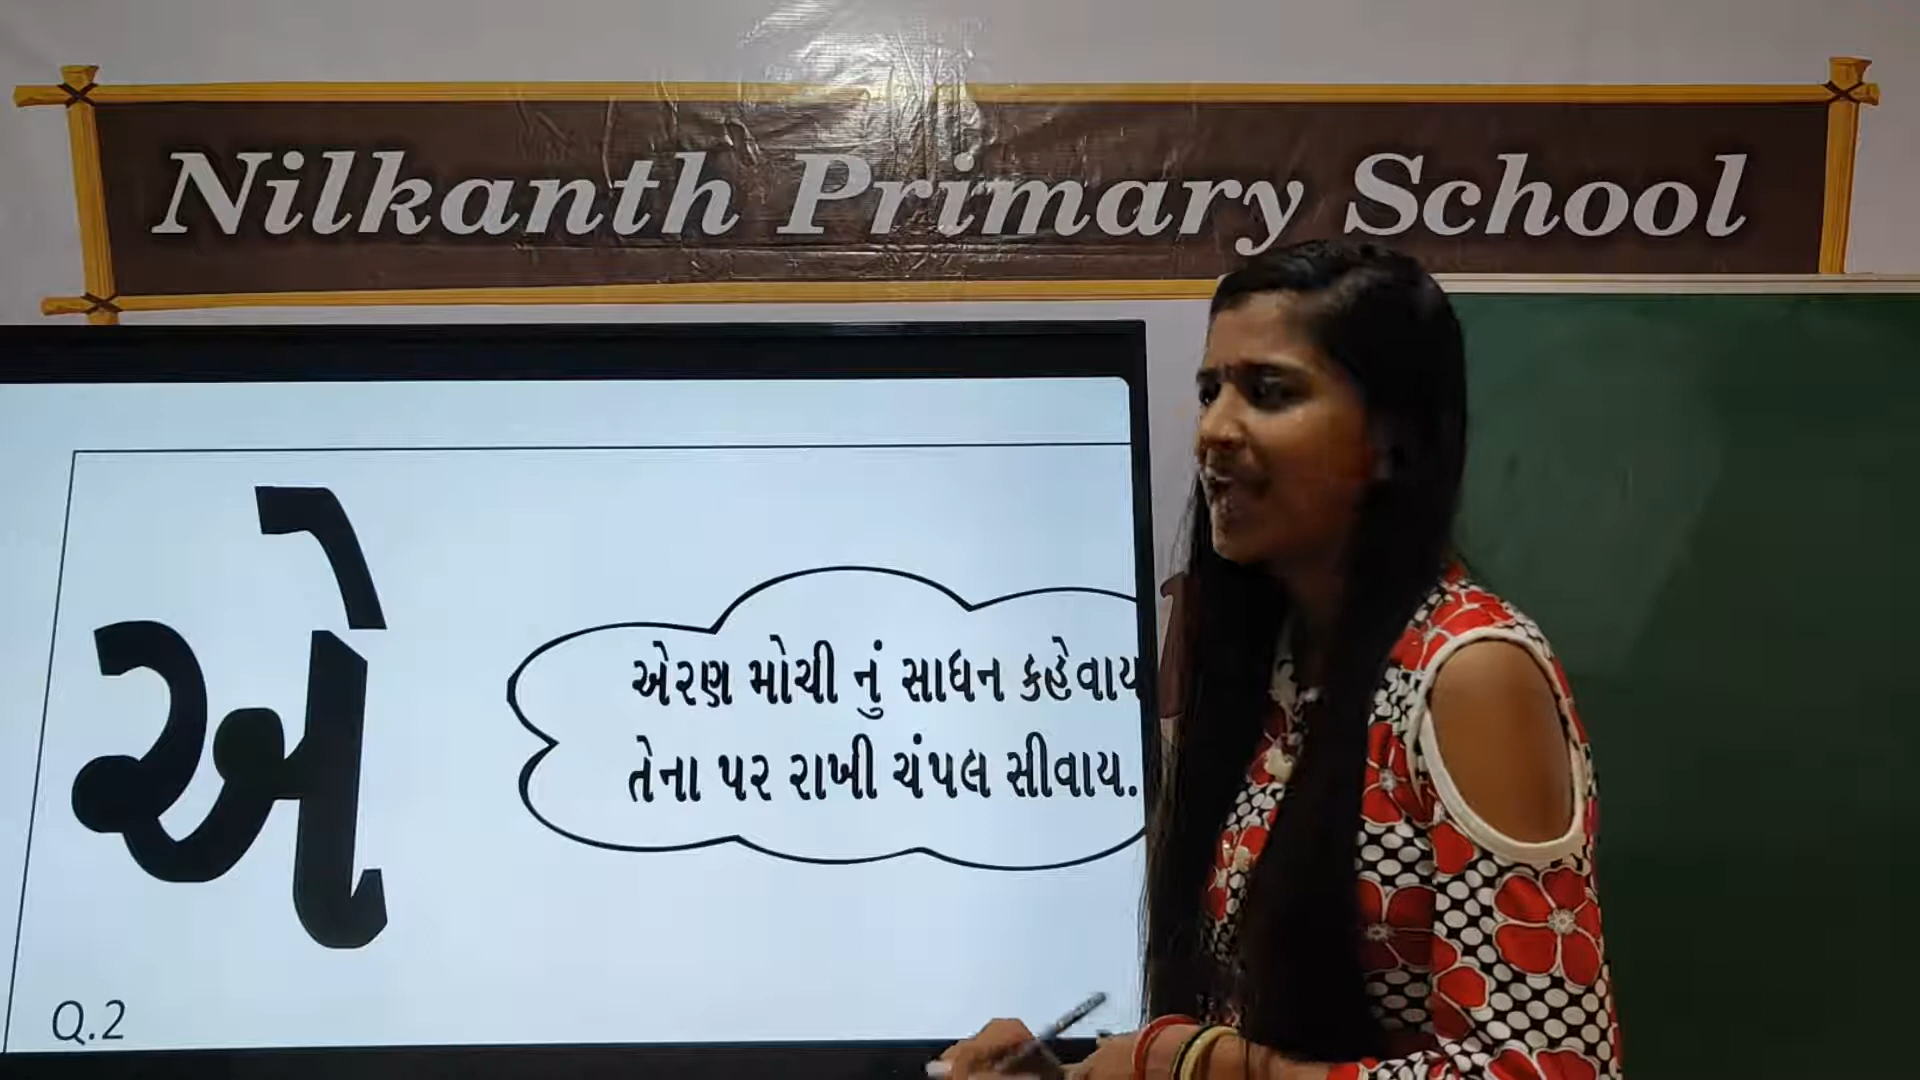 Nilkanth Primary School
એ
એરણ મોચી નું સાધન કહેવાય
તેના પર રાખી ચંપલ સીવાય.
Q.2